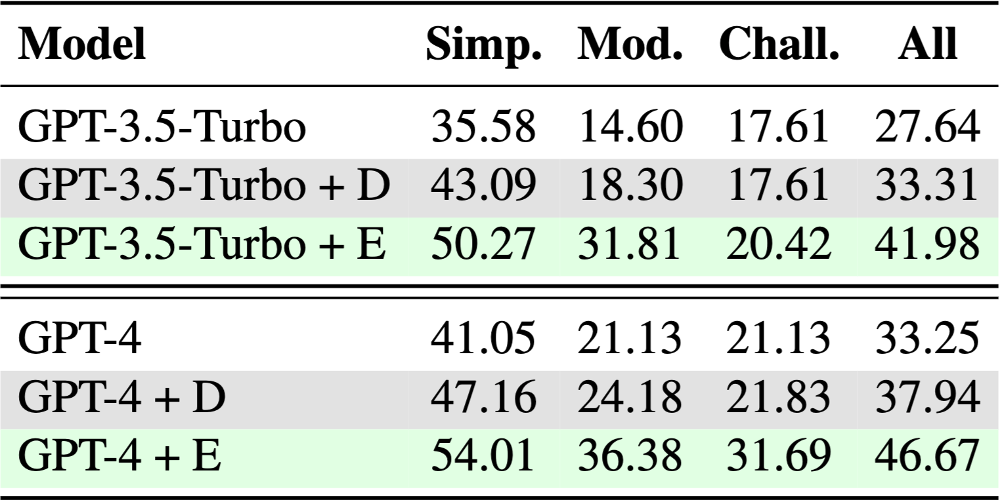 Model Simp. Mod. Chall. All
GPT-3.5-Turbo 35.58 14.60 17.61 27.64
GPT-3.5-Turbo + D 43.09 18.30 17.61 33.31
GPT-3.5-Turbo + E 50.27 31.81 20.42 41.98
GPT-4 41.05 21.13 21.13 33.25
GPT-4 + D 47.16 24.18 21.83 37.94
GPT-4 + E 54.01 36.38 31.69 46.67